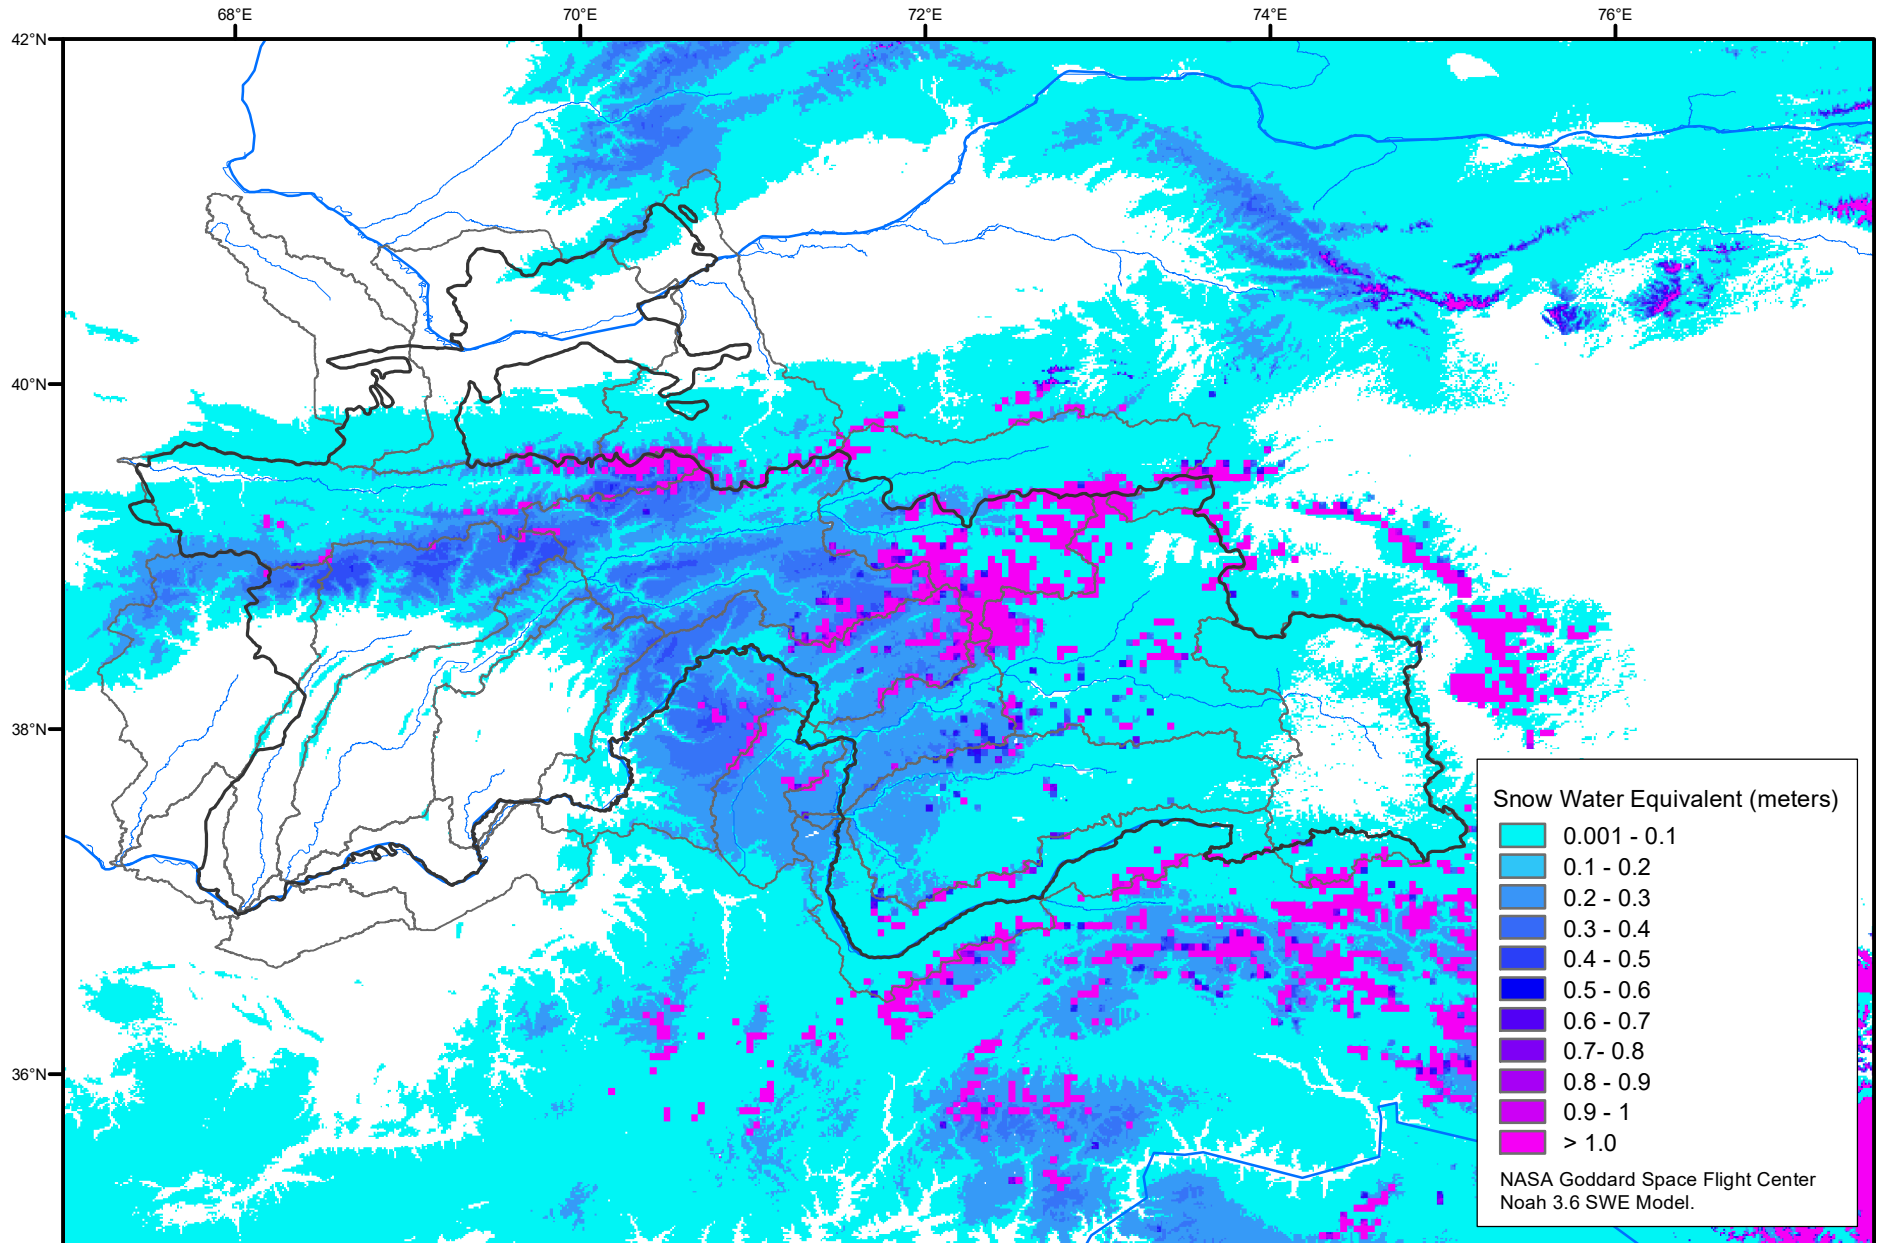 68°E 70°E 72°E 74°E 76°E
42°N
40°N
38°N
36°N
Snow Water Equivalent (meters)
0.001 - 0.1
0.1 - 0.2
0.2 - 0.3
0.3 - 0.4
0.4 - 0.5
0.5 - 0.6
0.6 - 0.7
0.7- 0.8
0.8 - 0.9
0.9 - 1
> 1.0
NASA Goddard Space Flight Center
Noah 3.6 SWE Model.